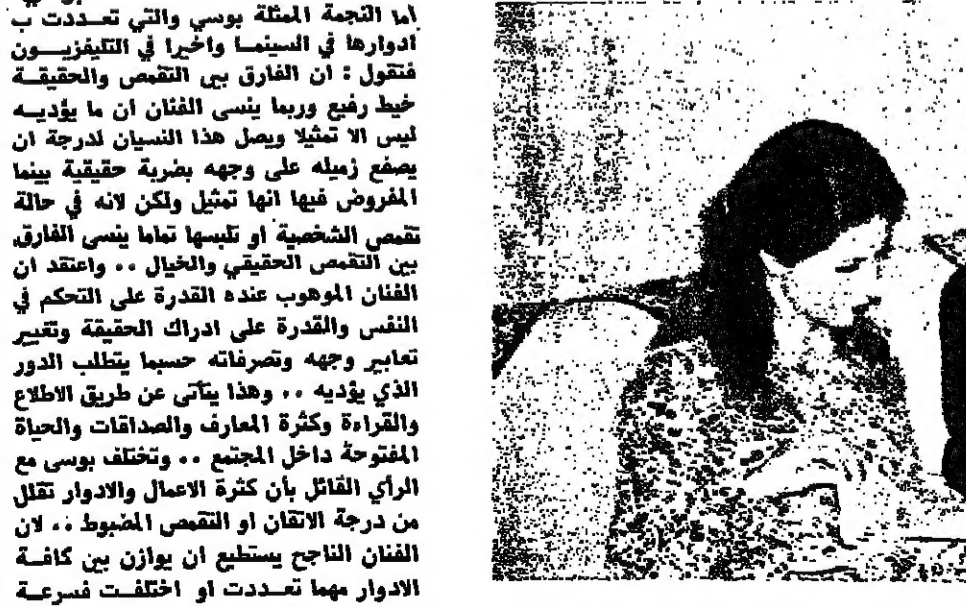 أما النجمة الممثلة بوسي والتي تعددت ب
أدوارها في السينما واخيرا في التليفزيون
فتقول : ان الفارق بين التقمص والحقيقة
خيط رفيع وربما ينسى الفنان ان ما يؤديه
ليس الا تمثيلا ويصل هذا النسيان لدرجة ان
يصفع زميله على وجهه بضربة حقيقية بينما
المفروض فيها انها تمثيل ولكن لانه في حالة
تقمص الشخصية او تلبسها تماما ينسى الفارق
بين التقمص الحقيقي والخيال .. واعتقد ان
الفنان الموهوب عنده القدرة على التحكم في
النفس والقدرة على ادراك الحقيقة وتغيير
تعابير وجهه وتصرفاته حسبما يتطلب الدور
الذي يؤديه .. وهذا يتأتى عن طريق الاطلاع
والقراءة وكثرة المعارف والصداقات والحياة
المفتوحة داخل المجتمع .. وتختلف بوسى مع
الرأي القائل بأن كثرة الاعمال والادوار تقلل
من درجة الاتقان او التقمص المضبوط .. لان
الفنان الناجح يستطيع ان يوازن بين كافة
الادوار مهما تعددت او اختلفت فسرعة